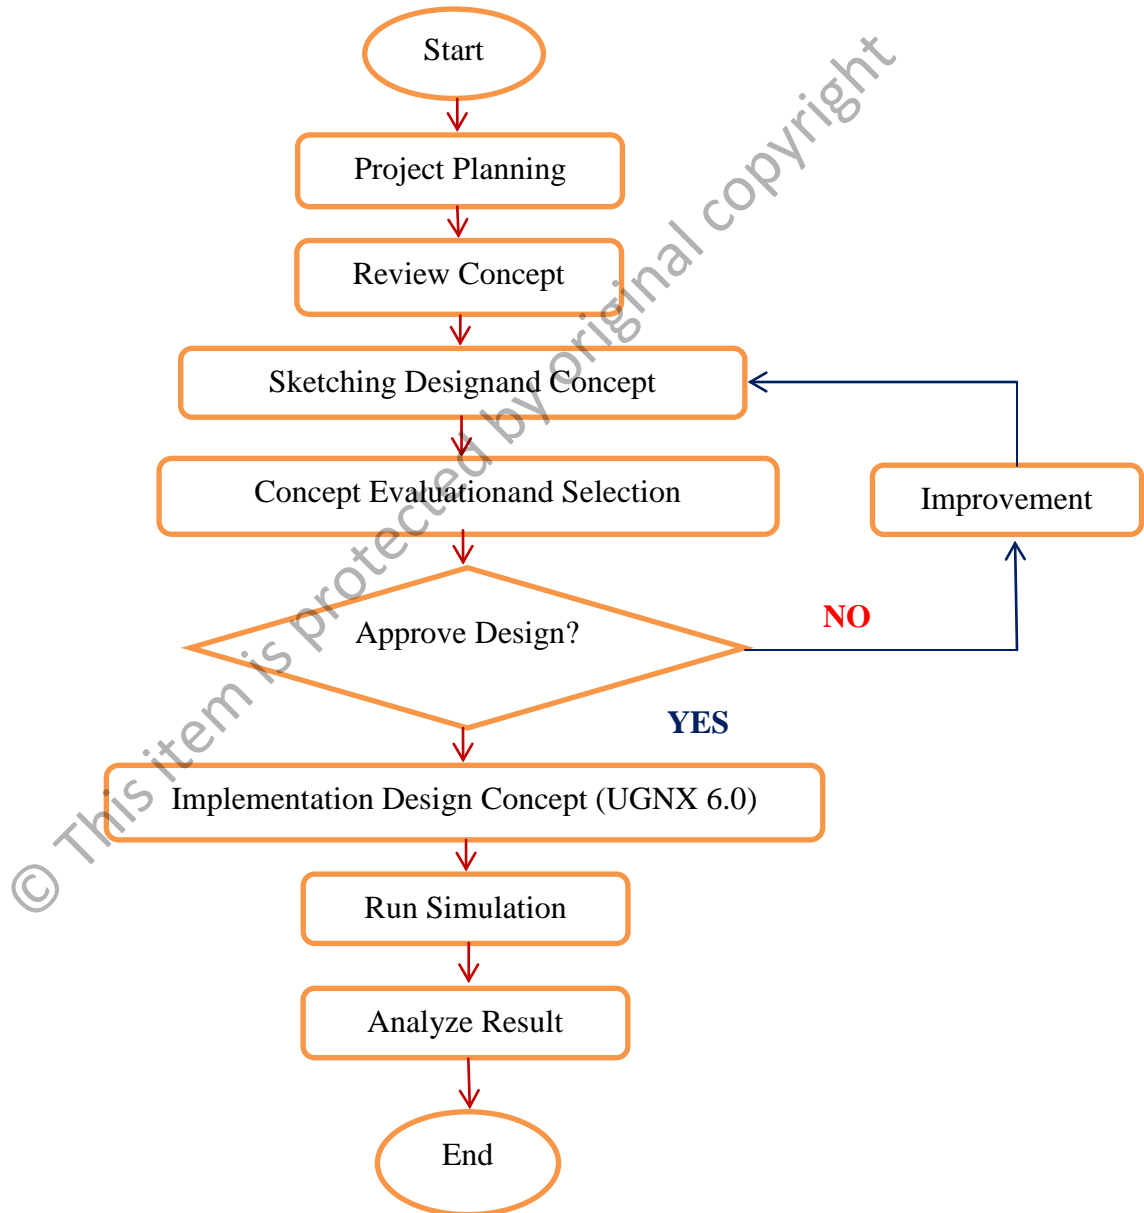 Start
Project Planning
Review Concept
Sketching Designand Concept
Concept Evaluationand Selection
Improvement
Approve Design?
NO
YES
Implementation Design Concept (UGNX 6.0)
Run Simulation
Analyze Result
End
© This item is protected by original copyright